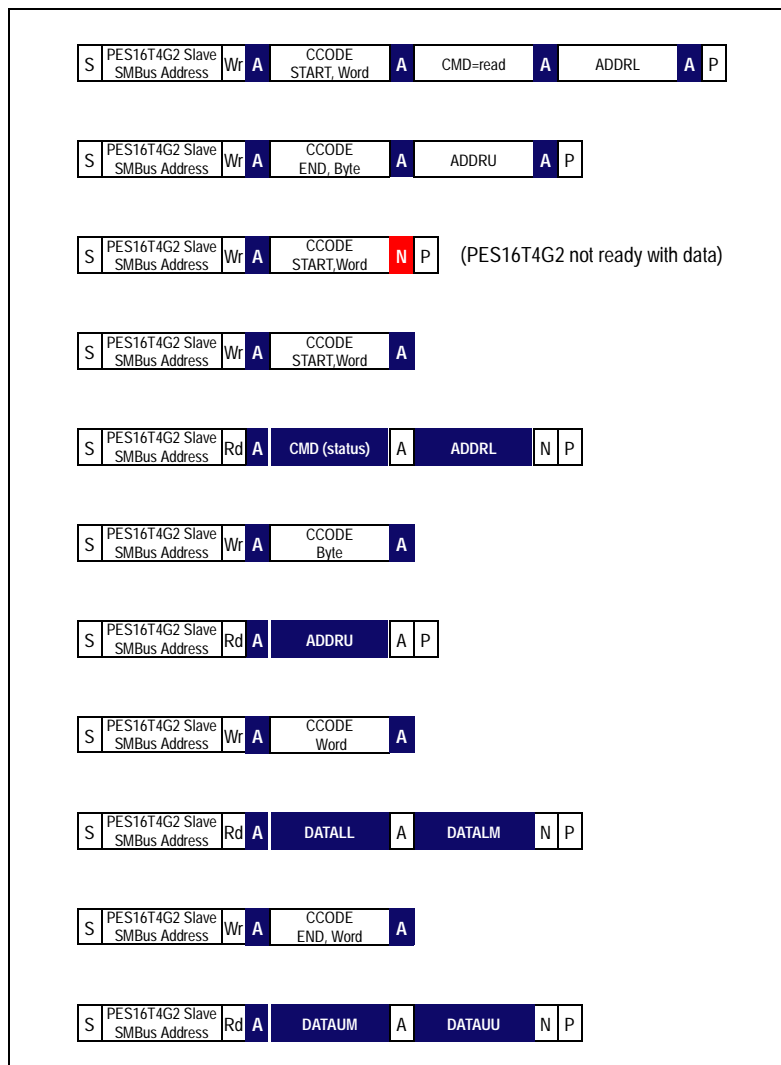 S PES16T4G2 Slave SMBus Address Wr A CCODE START, Word A CMD=read A ADDRL A P
S PES16T4G2 Slave SMBus Address Wr A CCODE END, Byte A ADDRU A P
S PES16T4G2 Slave SMBus Address Wr A CCODE START,Word N P (PES16T4G2 not ready with data)
S PES16T4G2 Slave SMBus Address Wr A CCODE START,Word A
S PES16T4G2 Slave SMBus Address Rd A CMD (status) A ADDRL N P
S PES16T4G2 Slave SMBus Address Wr A CCODE Byte A
S PES16T4G2 Slave SMBus Address Rd A ADDRU A P
S PES16T4G2 Slave SMBus Address Wr A CCODE Word A
S PES16T4G2 Slave SMBus Address Rd A DATALL A DATALM N P
S PES16T4G2 Slave SMBus Address Wr A CCODE END, Word A
S PES16T4G2 Slave SMBus Address Rd A DATAUM A DATAUU N P